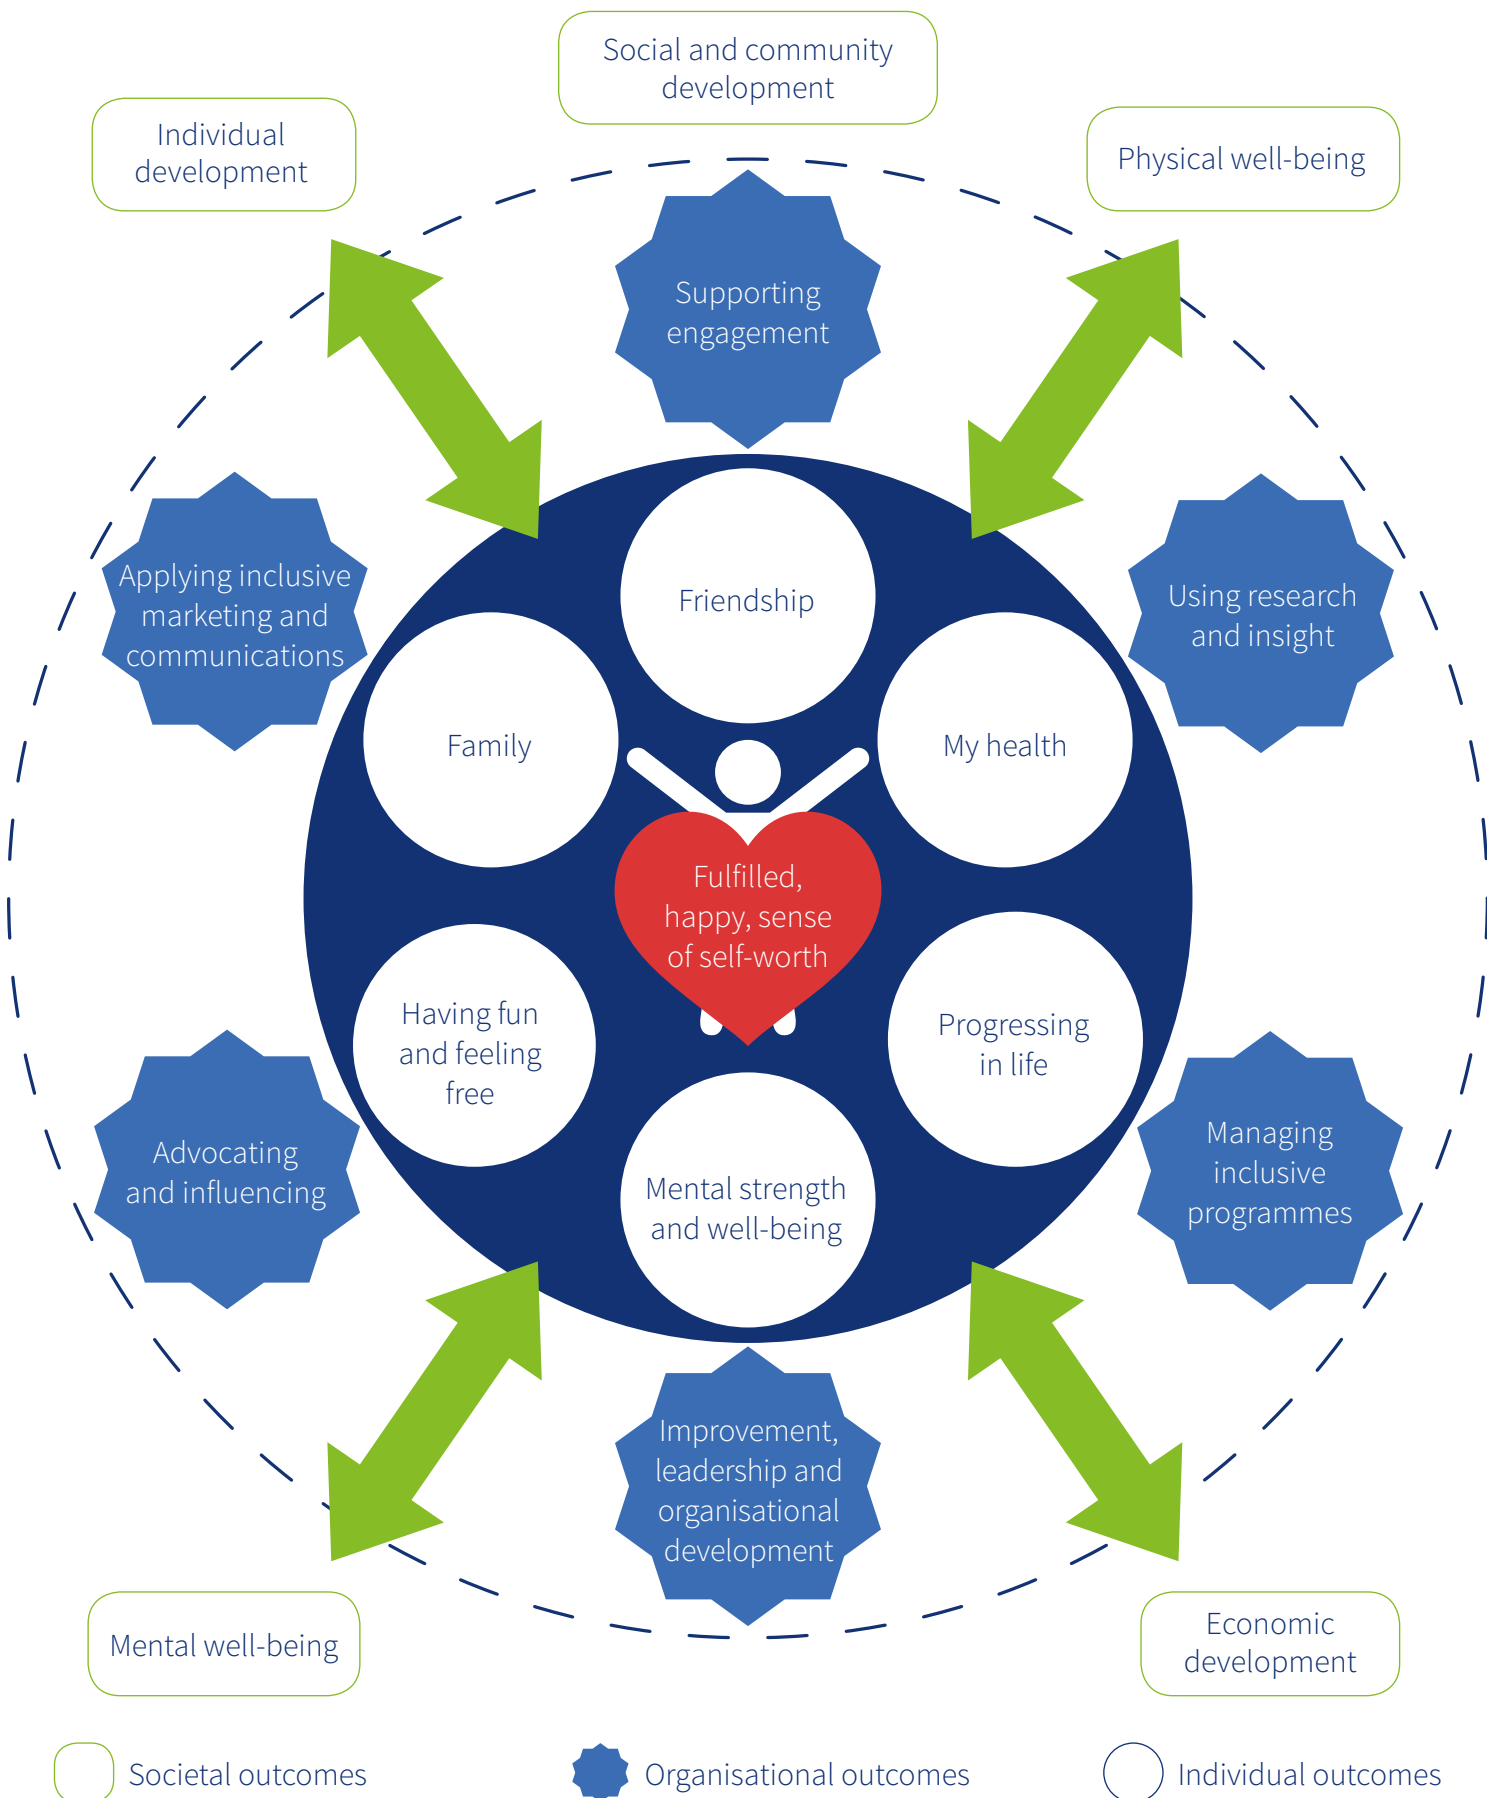 Social and community
development
Individual
development
Physical well-being
Supporting
engagement
Applying inclusive
marketing and
communications
Friendship
Using research
and insight
Family
My health
Fulfilled,
happy, sense
of self-worth
Having fun
and feeling
free
Progressing
in life
Advocating
and influencing
Mental strength
and well-being
Managing
inclusive
programmes
Improvement,
leadership and
organisational
development
Mental well-being
Economic
development
Societal outcomes
Organisational outcomes
Individual outcomes